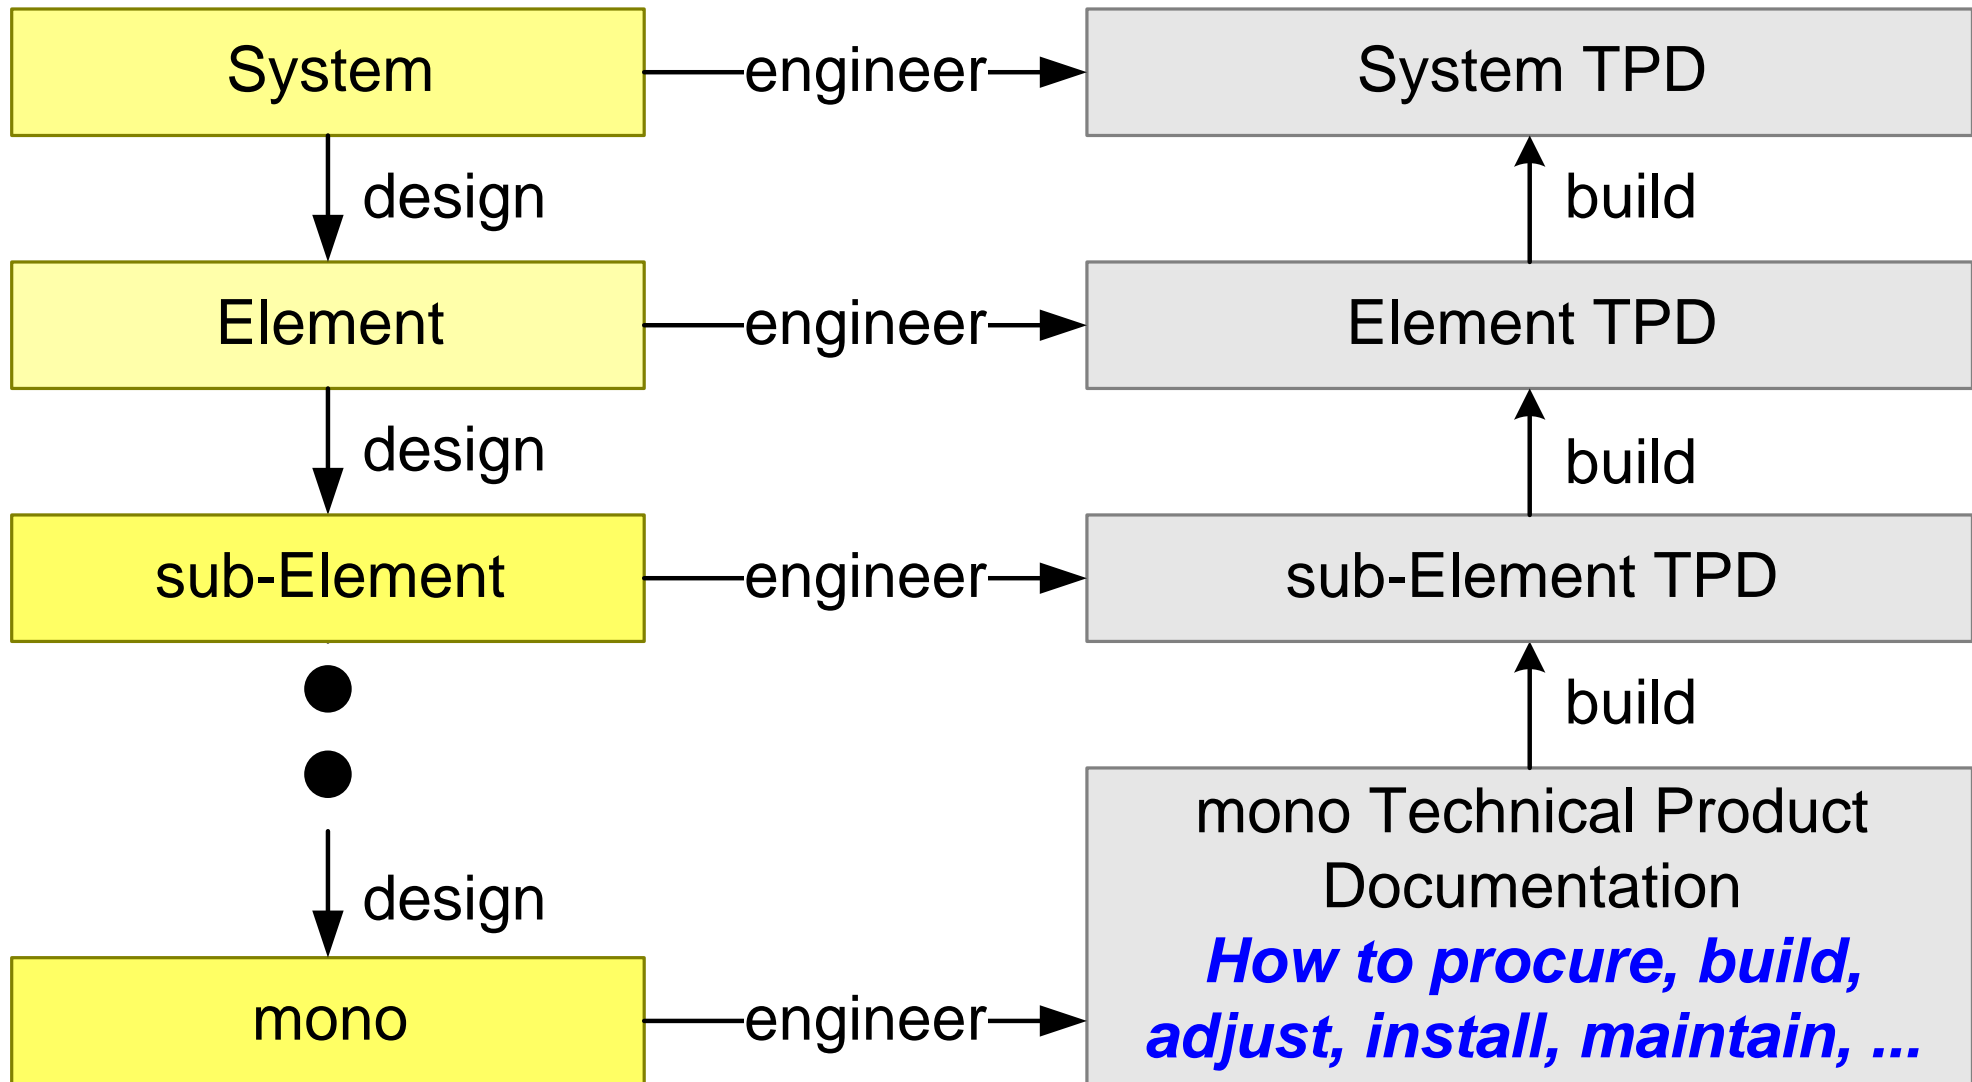 System
engineer
System TPD
design
build
Element
engineer
Element TPD
design
build
sub-Element
engineer
sub-Element TPD
build
mono Technical Product
Documentation
How to procure, build,
adjust, install, maintain, ...
design
mono
engineer